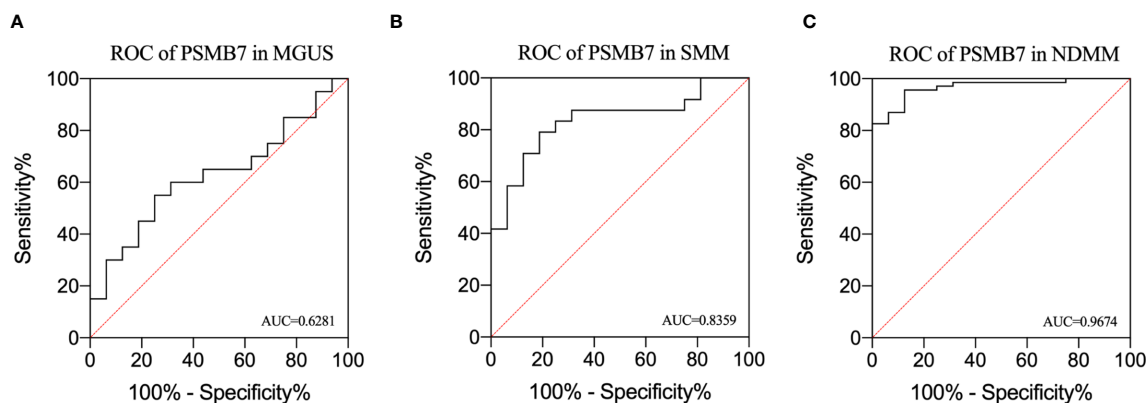 A
ROC of PSMB7 in MGUS
Sensitivity%
100
80
60
40
20
0
AUC=0.6281
0 20 40 60 80 100
100% - Specificity%
B
ROC of PSMB7 in SMM
Sensitivity%
100
80
60
40
20
0
AUC=0.8359
0 20 40 60 80 100
100% - Specificity%
C
ROC of PSMB7 in NDMM
Sensitivity%
100
80
60
40
20
0
AUC=0.9674
0 20 40 60 80 100
100% - Specificity%